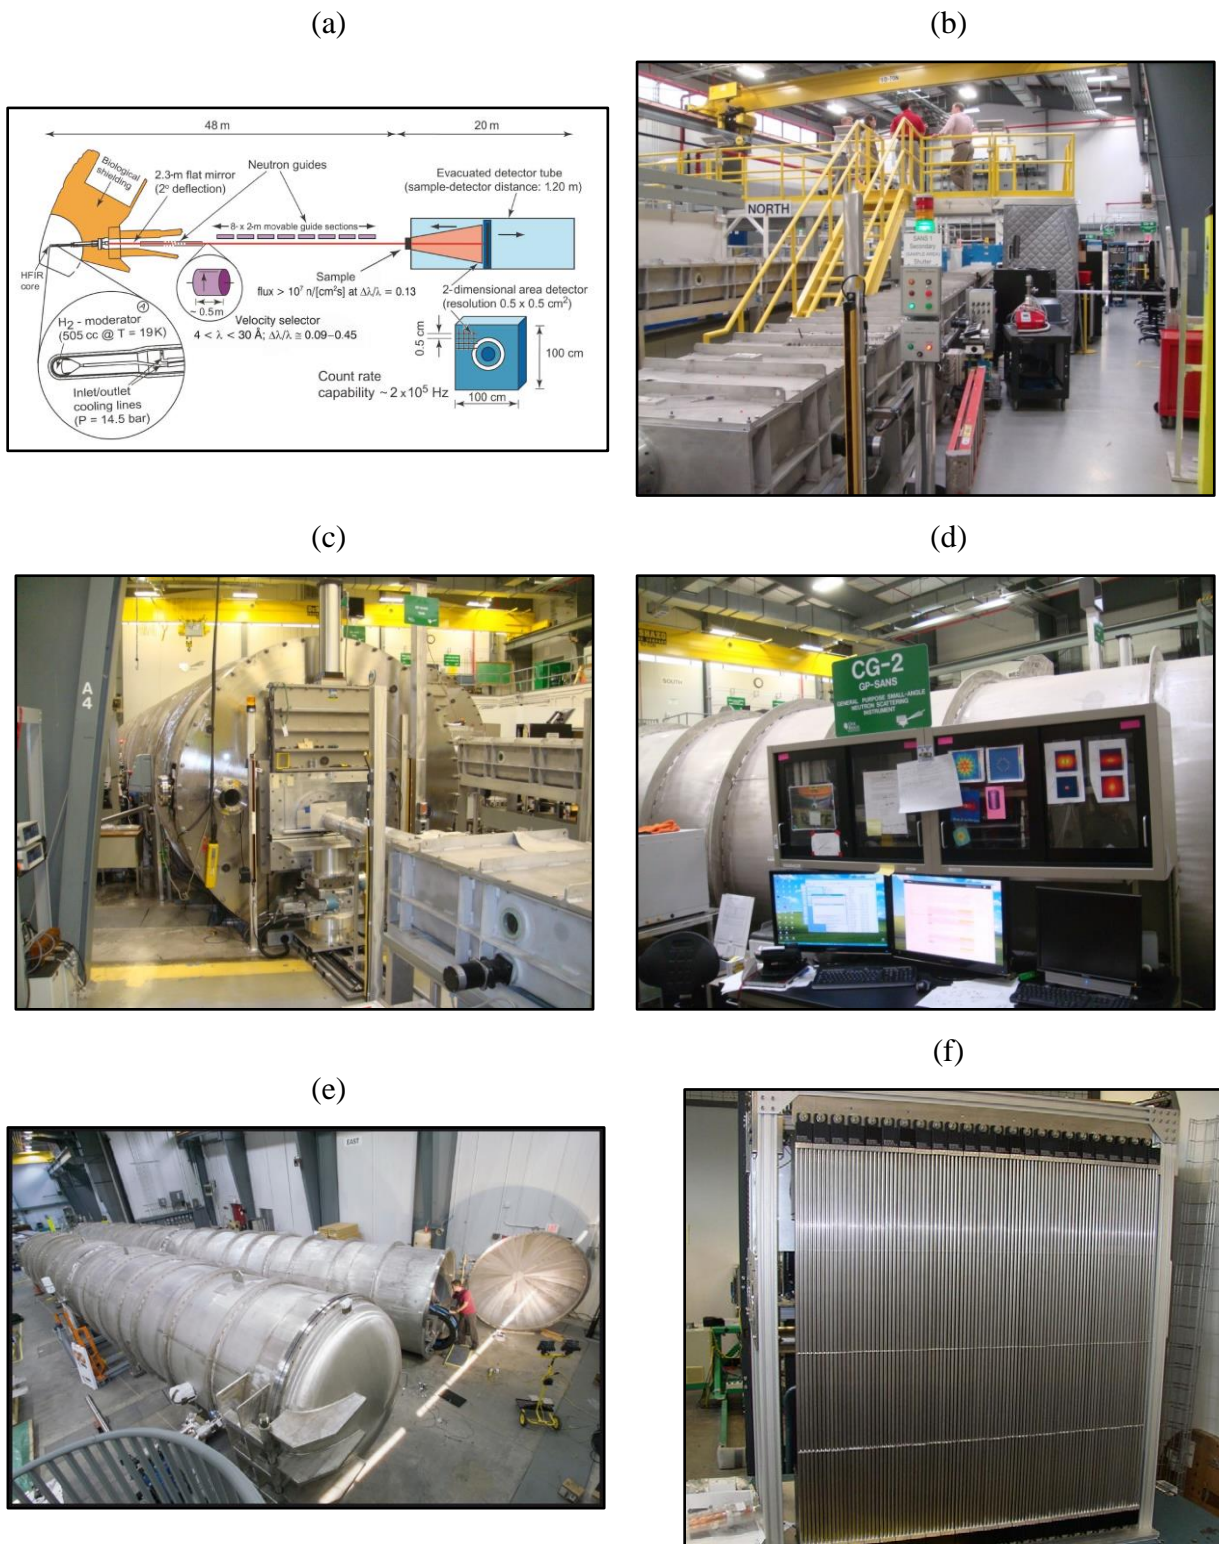 (a)
(b)
48 m
20 m
Biological
shielding
2.3-m flat mirror
(2° deflection)
Neutron guides
Evacuated detector tube
(sample-detector distance: 1.20 m)
8- x 2-m movable guide sections
HFIR
core
~ 0.5m
Sample
flux > 10⁷ n/[cm²s] at Δλ/λ = 0.13
2-dimensional area detector
(resolution 0.5 x 0.5 cm²)
H₂ - moderator
(505 cc @ T = 19K)
Velocity selector
4 < λ < 30 Å; Δλ/λ ≅ 0.09–0.45
0.5 cm
100 cm
Inlet/outlet
cooling lines
(P = 14.5 bar)
Count rate
capability ~ 2 x 10⁵ Hz
100 cm
NORTH
SANS 1
Secondary
Shutter
(c)
(d)
A
4
SOUTH
CG-2
GP-SANS
GENERAL PURPOSE SMALL-ANGLE
NEUTRON SCATTERING
INSTRUMENT
(e)
(f)
EAST